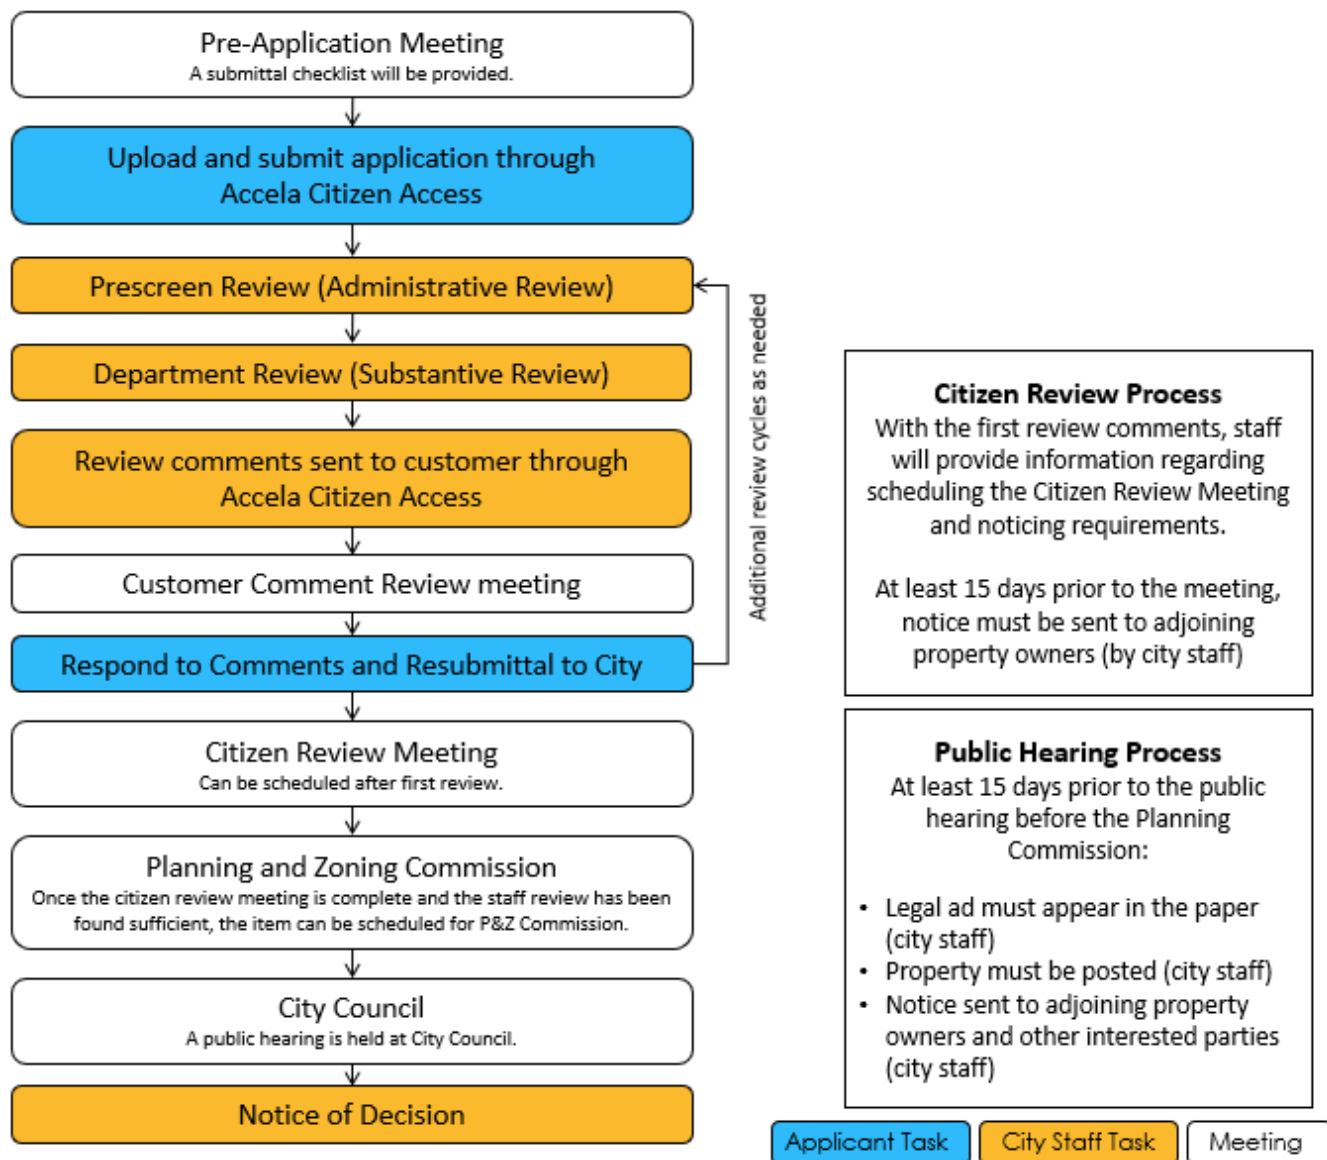 Pre-Application Meeting
A submittal checklist will be provided.
Upload and submit application through
Accela Citizen Access
Prescreen Review (Administrative Review)
Department Review (Substantive Review)
Review comments sent to customer through
Accela Citizen Access
Customer Comment Review meeting
Respond to Comments and Resubmittal to City
Additional review cycles as needed
Citizen Review Meeting
Can be scheduled after first review.
Planning and Zoning Commission
Once the citizen review meeting is complete and the staff review has been
found sufficient, the item can be scheduled for P&Z Commission.
City Council
A public hearing is held at City Council.
Notice of Decision
Citizen Review Process
With the first review comments, staff
will provide information regarding
scheduling the Citizen Review Meeting
and noticing requirements.
At least 15 days prior to the meeting,
notice must be sent to adjoining
property owners (by city staff)
Public Hearing Process
At least 15 days prior to the public
hearing before the Planning
Commission:
• Legal ad must appear in the paper
(city staff)
• Property must be posted (city staff)
• Notice sent to adjoining property
owners and other interested parties
(city staff)
Applicant Task
City Staff Task
Meeting